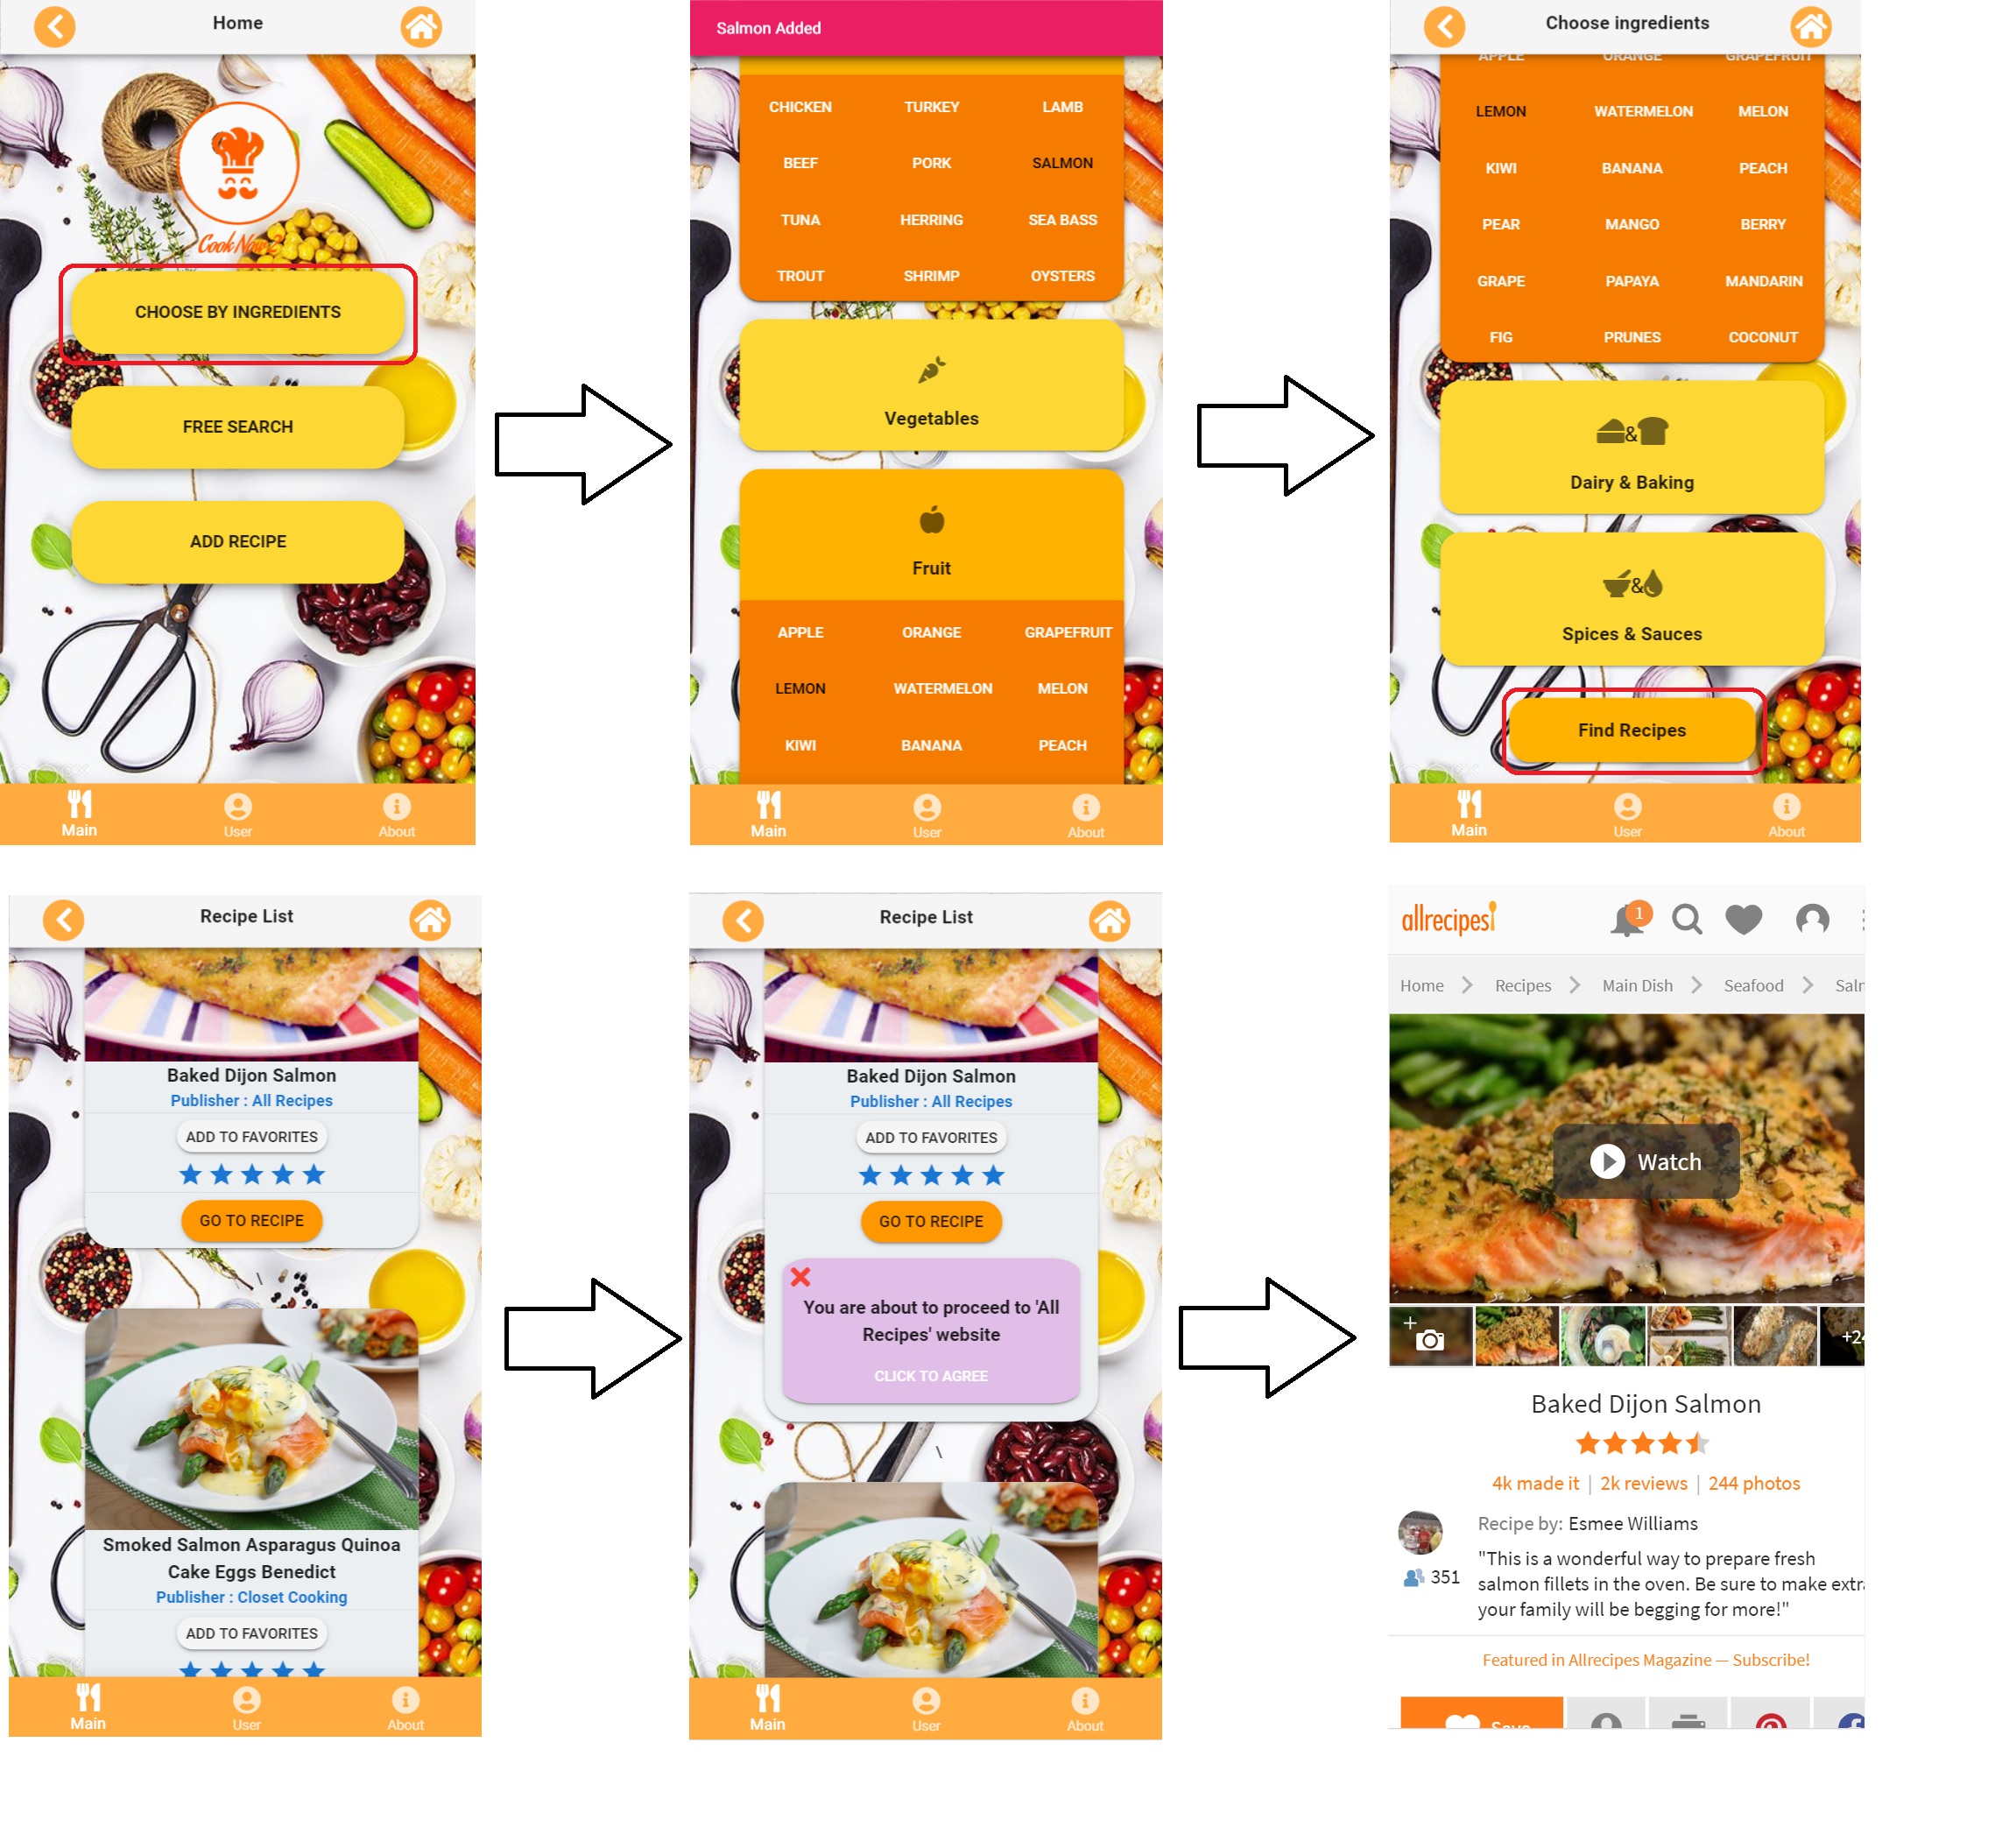 Home
Cook Now
CHOOSE BY INGREDIENTS
FREE SEARCH
ADD RECIPE
Main User About
Salmon Added
CHICKEN TURKEY LAMB
BEEF PORK SALMON
TUNA HERRING SEA BASS
TROUT SHRIMP OYSTERS
Vegetables
Fruit
APPLE ORANGE GRAPEFRUIT
LEMON WATERMELON MELON
KIWI BANANA PEACH
Main User About
Choose ingredients
APPLE ORANGE GRAPEFRUIT
LEMON WATERMELON MELON
KIWI BANANA PEACH
PEAR MANGO BERRY
GRAPE PAPAYA MANDARIN
FIG PRUNES COCONUT
&
Dairy & Baking
&
Spices & Sauces
Find Recipes
Main User About
Recipe List
Baked Dijon Salmon
Publisher : All Recipes
ADD TO FAVORITES
GO TO RECIPE
Smoked Salmon Asparagus Quinoa
Cake Eggs Benedict
Publisher : Closet Cooking
ADD TO FAVORITES
Main User About
Recipe List
Baked Dijon Salmon
Publisher : All Recipes
ADD TO FAVORITES
GO TO RECIPE
You are about to proceed to 'All
Recipes' website
CLICK TO AGREE
Main User About
allrecipes
1
Home Recipes Main Dish Seafood
Watch
Baked Dijon Salmon
4k made it | 2k reviews | 244 photos
Recipe by: Esmee Williams
351
"This is a wonderful way to prepare fresh
salmon fillets in the oven. Be sure to make extra
your family will be begging for more!"
Featured in Allrecipes Magazine — Subscribe!
Save